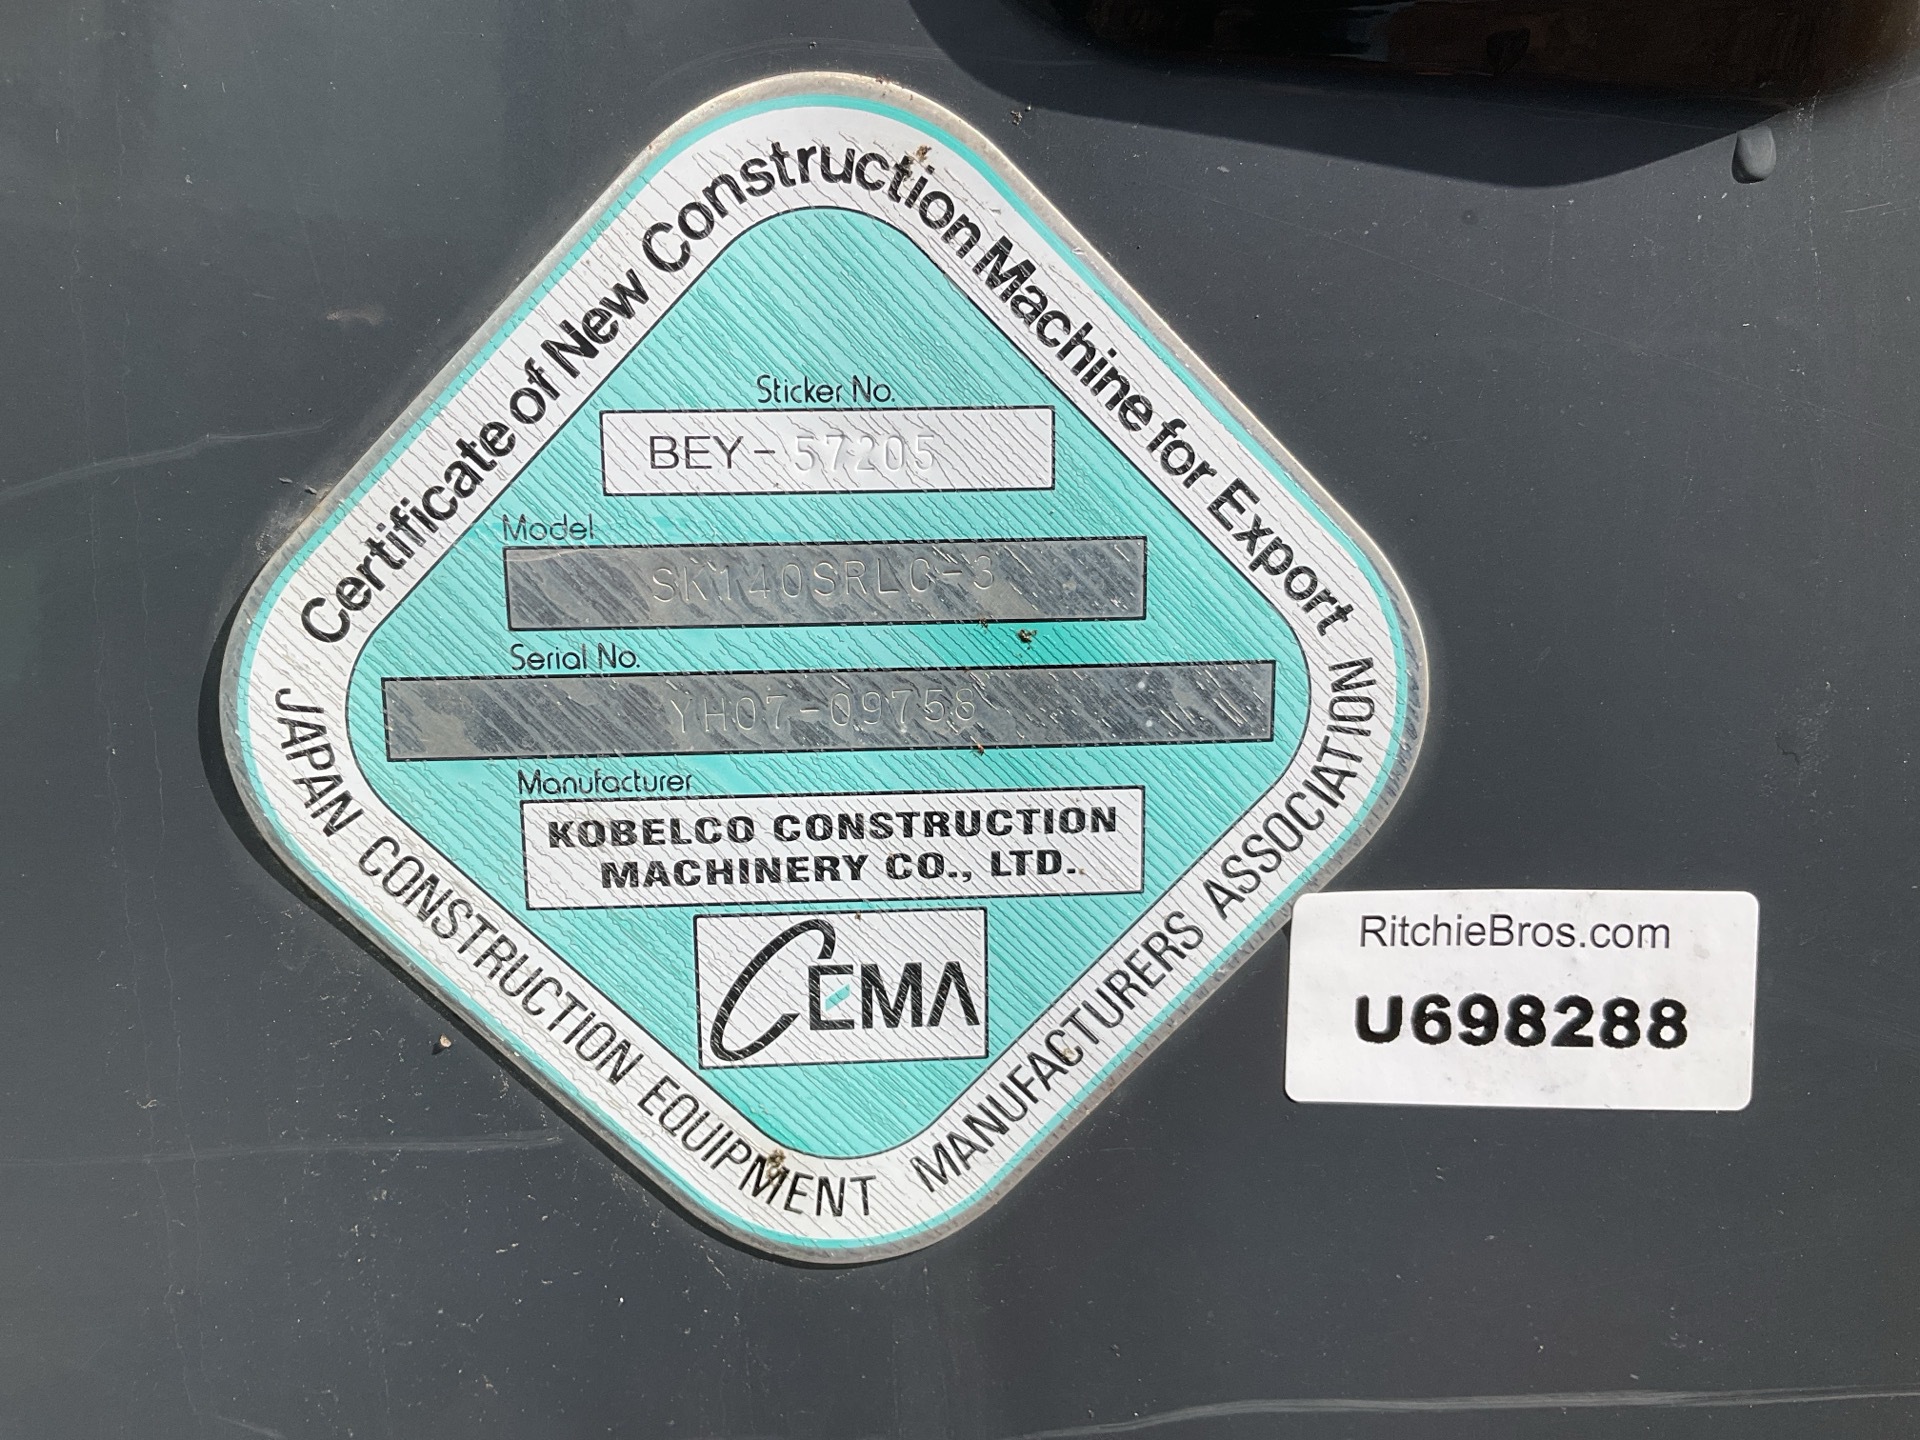 Certificate of New Construction Machine for Export
Sticker No.
BEY-57205
Model
SK140SRLC-3
Serial No.
YH07-09758
Manufacturer
KOBELCO CONSTRUCTION
MACHINERY CO., LTD.
CEMA
JAPAN CONSTRUCTION EQUIPMENT MANUFACTURERS ASSOCIATION
RitchieBros.com
U698288